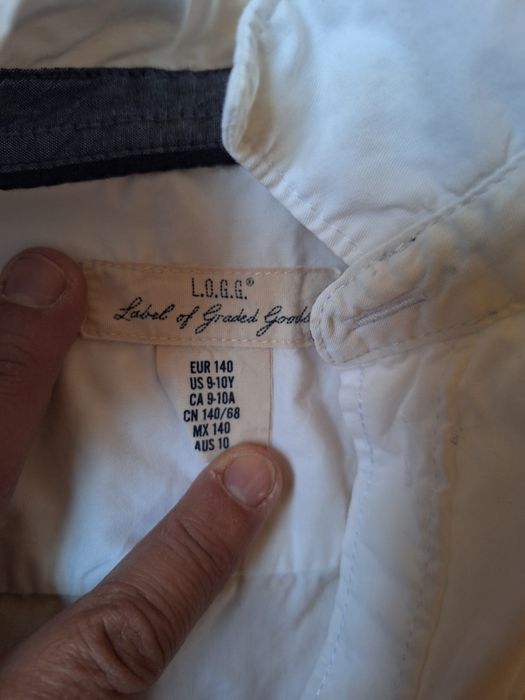 L.O.G.G.®
Label of Graded Goods
EUR 140
US 9-10Y
CA 9-10A
CN 140/68
MX 140
AUS 10